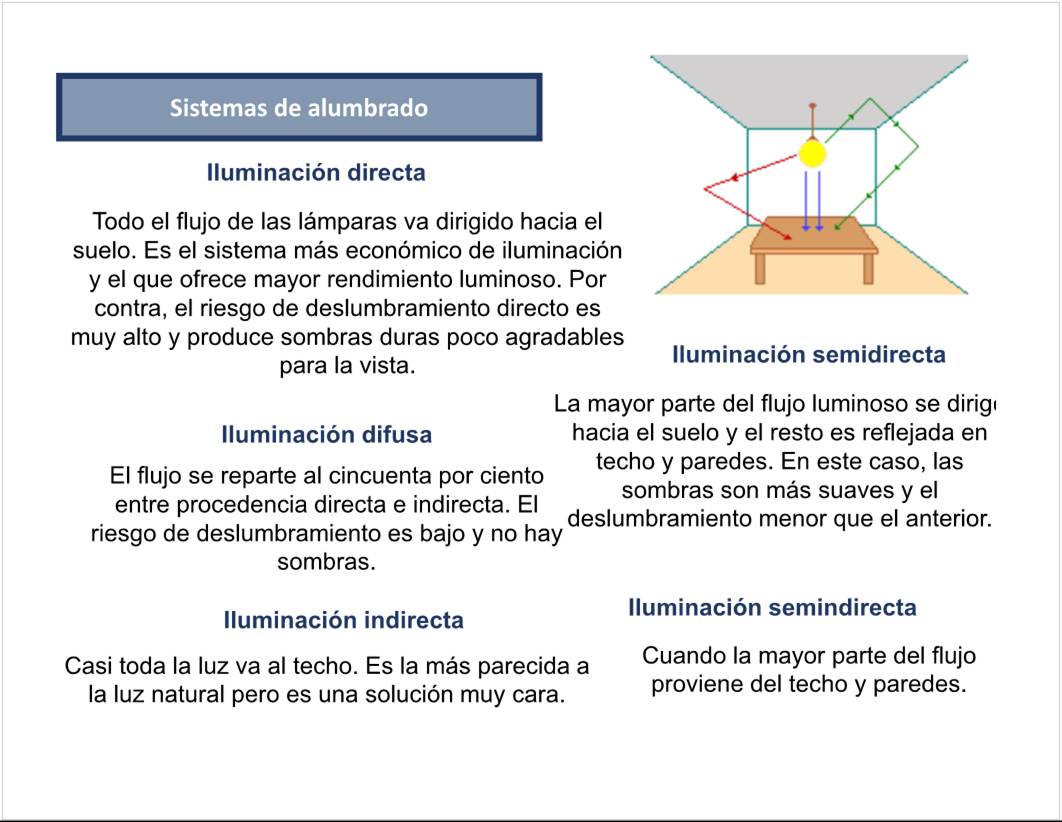 Sistemas de alumbrado
Iluminación directa
Todo el flujo de las lámparas va dirigido hacia el
suelo. Es el sistema más económico de iluminación
y el que ofrece mayor rendimiento luminoso. Por
contra, el riesgo de deslumbramiento directo es
muy alto y produce sombras duras poco agradables
para la vista.
Iluminación semidirecta
La mayor parte del flujo luminoso se dirige
hacia el suelo y el resto es reflejada en
techo y paredes. En este caso, las
sombras son más suaves y el
deslumbramiento menor que el anterior.
Iluminación difusa
El flujo se reparte al cincuenta por ciento
entre procedencia directa e indirecta. El
riesgo de deslumbramiento es bajo y no hay
sombras.
Iluminación semindirecta
Cuando la mayor parte del flujo
proviene del techo y paredes.
Iluminación indirecta
Casi toda la luz va al techo. Es la más parecida a
la luz natural pero es una solución muy cara.